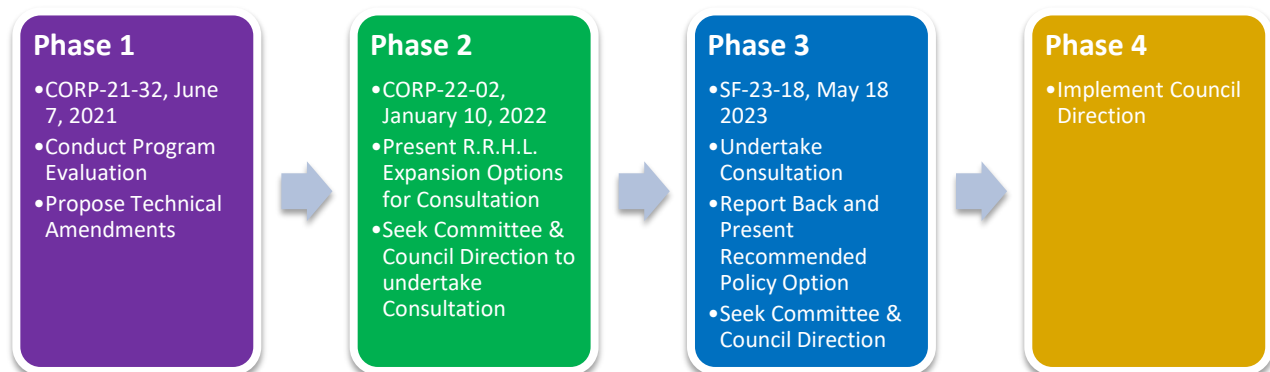 Phase 1
•CORP-21-32, June
7, 2021
•Conduct Program
Evaluation
•Propose Technical
Amendments
Phase 2
•CORP-22-02,
January 10, 2022
•Present R.R.H.L.
Expansion Options
for Consultation
•Seek Committee &
Council Direction to
undertake
Consultation
Phase 3
•SF-23-18, May 18
2023
•Undertake
Consultation
•Report Back and
Present
Recommended
Policy Option
•Seek Committee &
Council Direction
Phase 4
•Implement Council
Direction